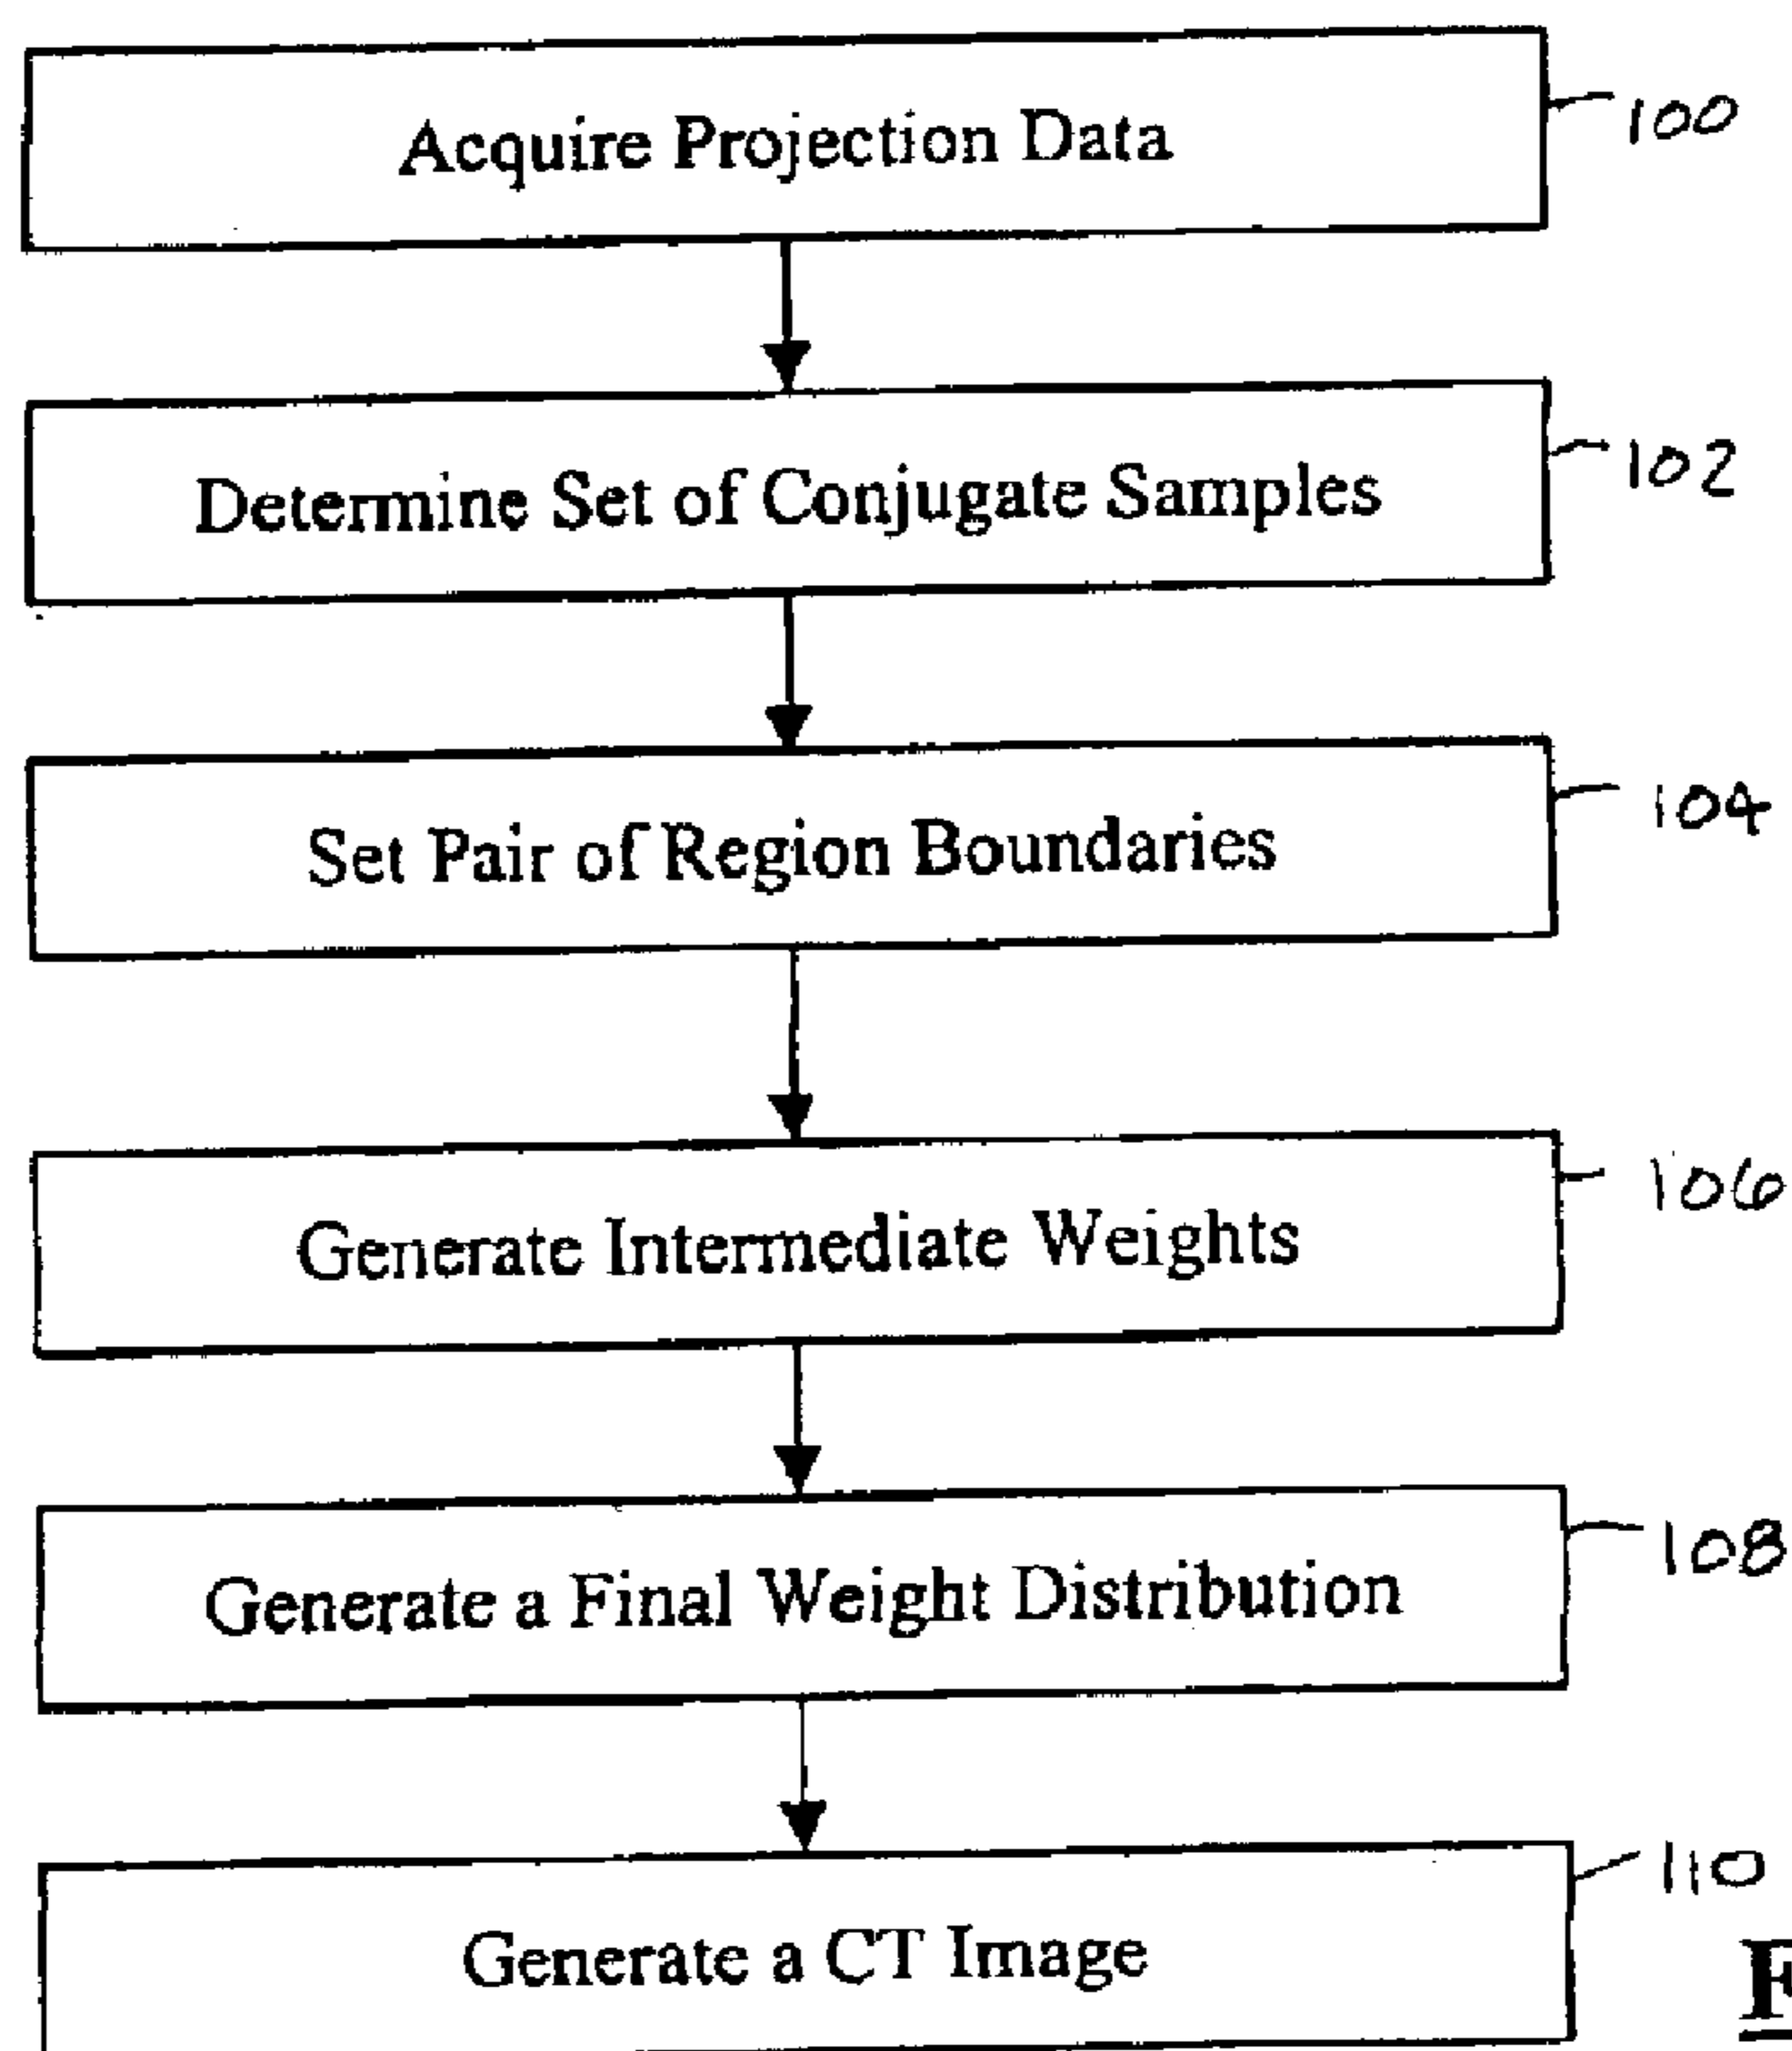 Acquire Projection Data 100
Determine Set of Conjugate Samples 102
Set Pair of Region Boundaries 104
Generate Intermediate Weights 106
Generate a Final Weight Distribution 108
Generate a CT Image 110